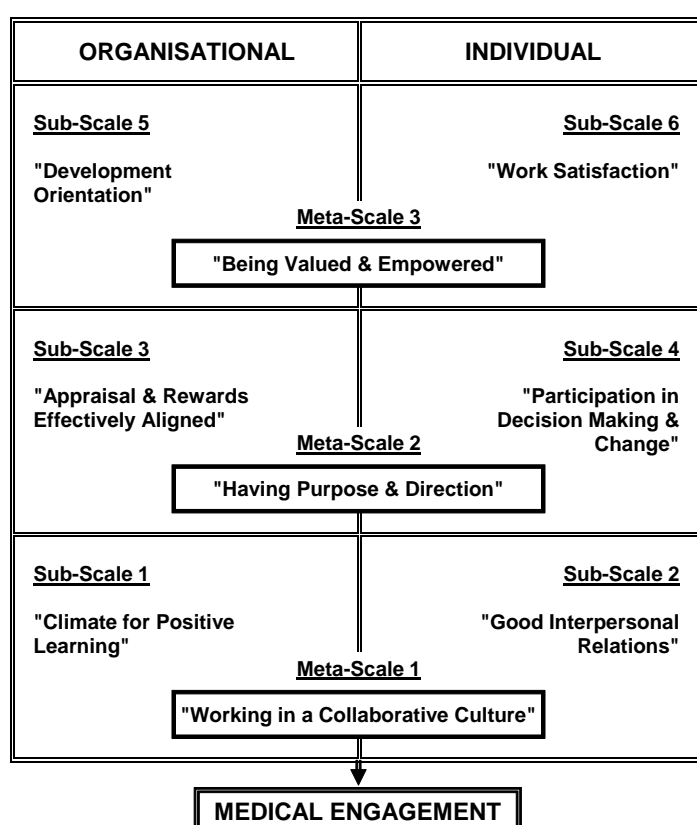 ORGANISATIONAL
INDIVIDUAL
Sub-Scale 5
"Development
Orientation"
Sub-Scale 6
"Work Satisfaction"
Meta-Scale 3
"Being Valued & Empowered"
Sub-Scale 3
"Appraisal & Rewards
Effectively Aligned"
Sub-Scale 4
"Participation in
Decision Making &
Change"
Meta-Scale 2
"Having Purpose & Direction"
Sub-Scale 1
"Climate for Positive
Learning"
Sub-Scale 2
"Good Interpersonal
Relations"
Meta-Scale 1
"Working in a Collaborative Culture"
MEDICAL ENGAGEMENT